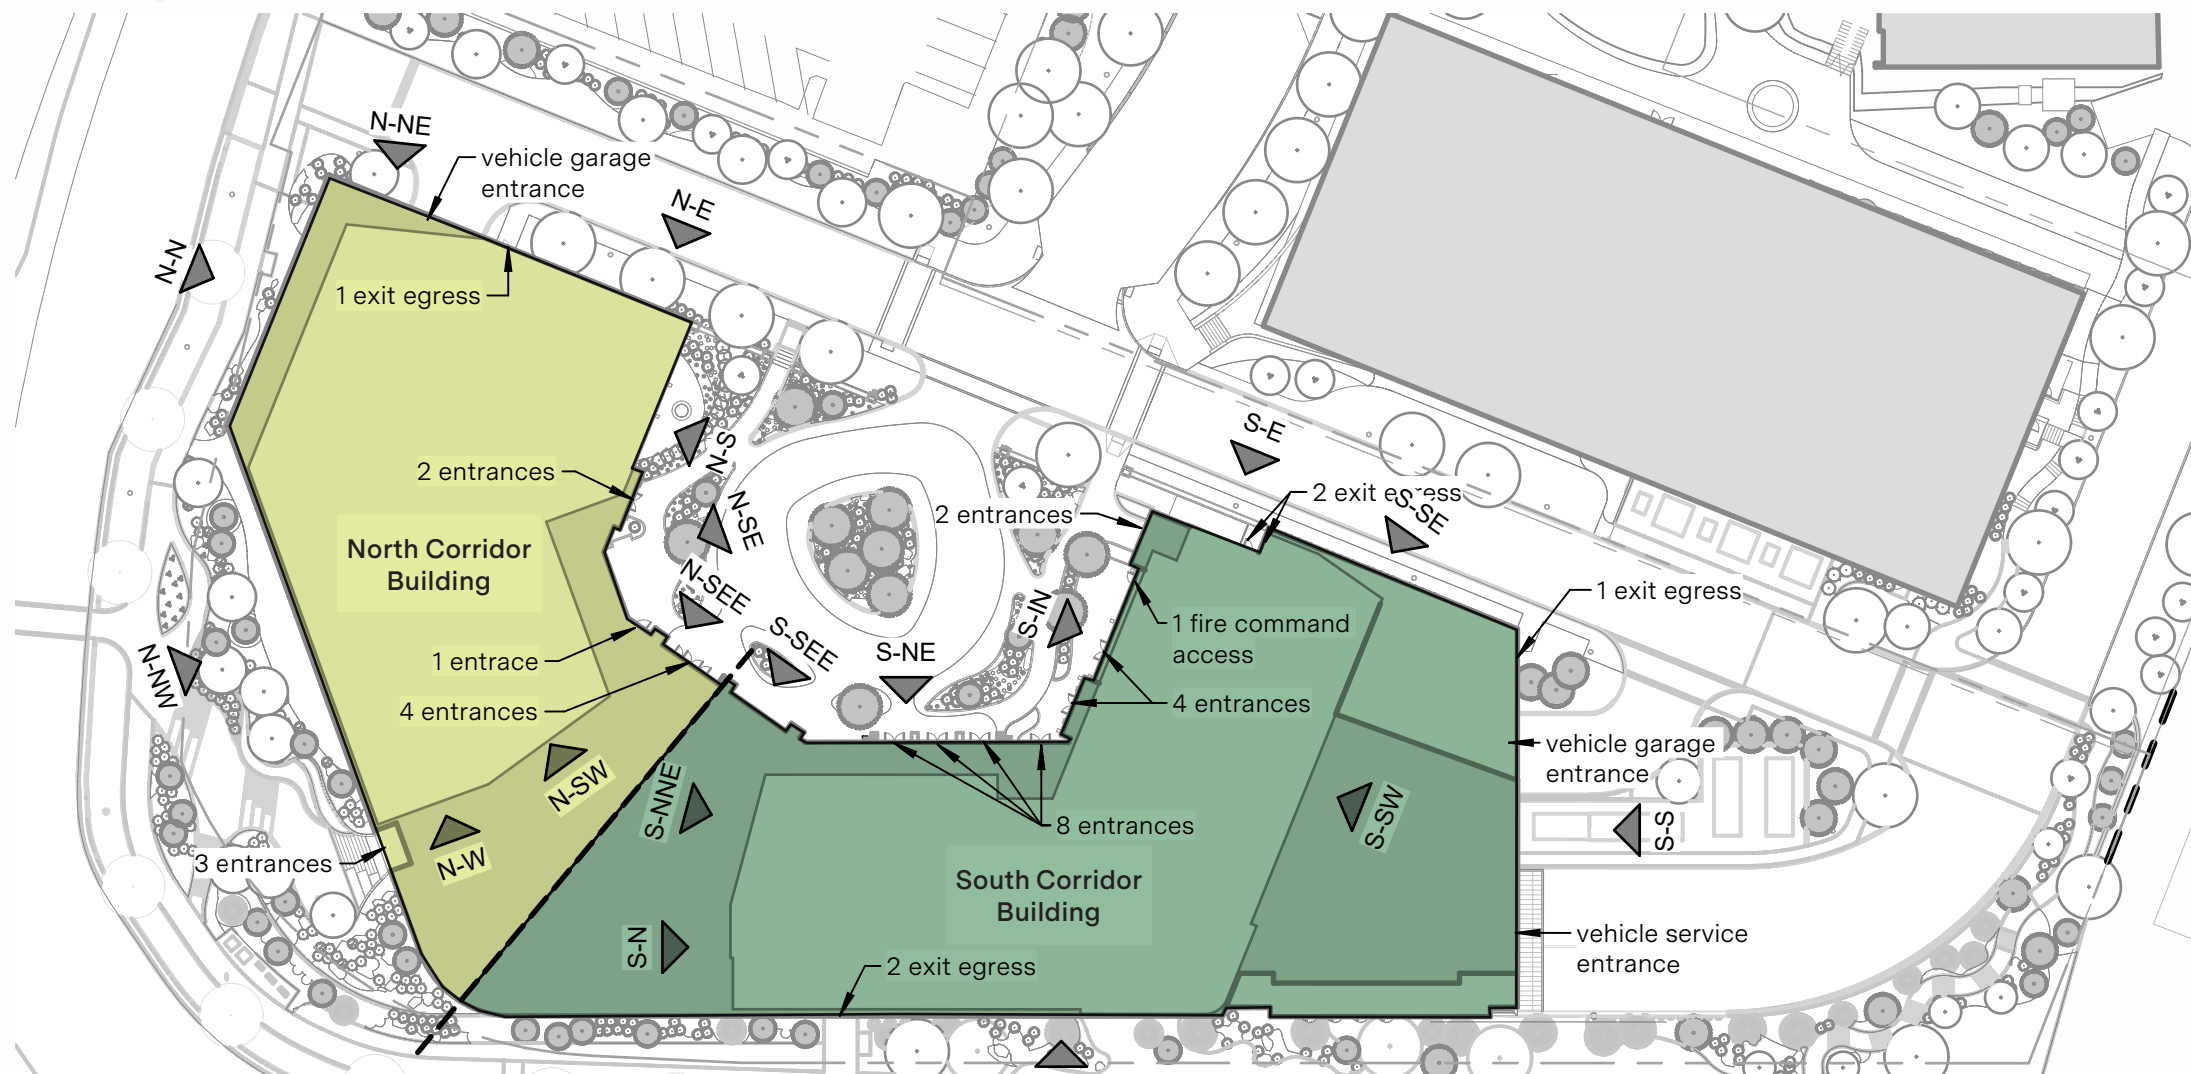 N-NE
vehicle garage
entrance
N-E
N-N
1 exit egress
S-E
N-S
2 entrances
2 exit egress
S-SE
2 entrances
N-SE
North Corridor
Building
N-SEE
1 exit egress
S-IN
1 fire command
access
S-SEE
S-NE
1 entrace
N-NW
4 entrances
4 entrances
vehicle garage
entrance
N-SW
S-NNE
S-SW
8 entrances
S-S
3 entrances
N-W
South Corridor
Building
S-N
vehicle service
entrance
2 exit egress